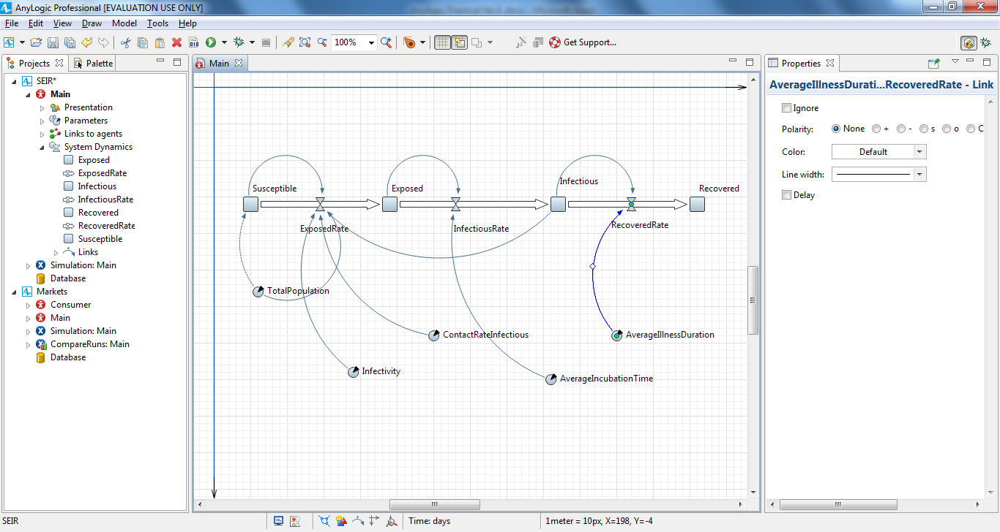 AnyLogic Professional [EVALUATION USE ONLY]
File Edit View Draw Model Tools Help
100% Get Support...
Projects Palette
SEIR*
Main
Presentation
Parameters
Links to agents
System Dynamics
Exposed
ExposedRate
Infectious
InfectiousRate
Recovered
RecoveredRate
Susceptible
Links
Simulation: Main
Database
Markets
Consumer
Main
Simulation: Main
CompareRuns: Main
Database
Main
Susceptible
Exposed
Infectious
Recovered
ExposedRate
InfectiousRate
RecoveredRate
TotalPopulation
ContactRateInfectious
AverageIllnessDuration
Infectivity
AverageIncubationTime
Properties
AverageIllnessDurati...RecoveredRate - Link
Ignore
Polarity: None + - s o C
Color: Default
Line width:
Delay
SEIR Time: days 1meter = 10px, X=198, Y=-4